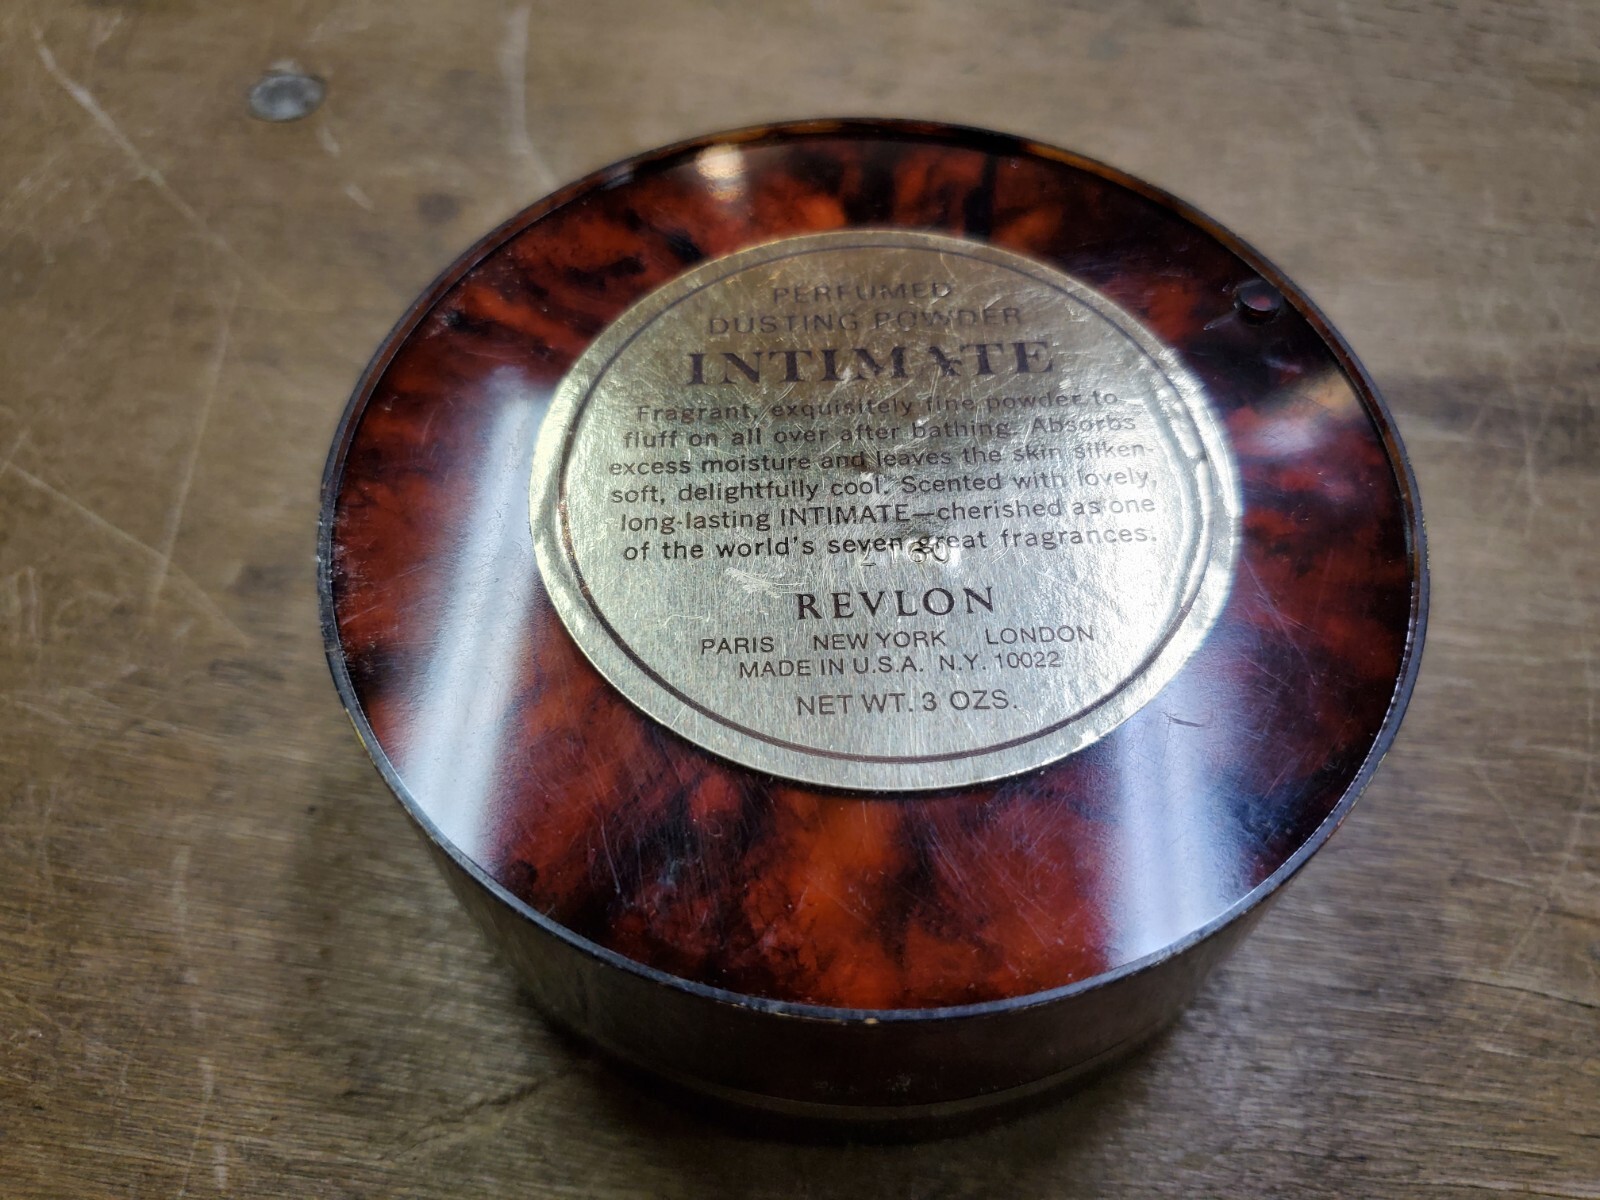 PERFUMED
DUSTING POWDER
INTIMATE
Fragrant, exquisitely fine powder to
fluff on all over after bathing. Absorbs
excess moisture and leaves the skin silken-
soft, delightfully cool. Scented with lovely,
long-lasting INTIMATE—cherished as one
of the world's seven great fragrances.
REVLON
PARIS NEW YORK LONDON
MADE IN U.S.A. N.Y. 10022
NET WT. 3 OZS.